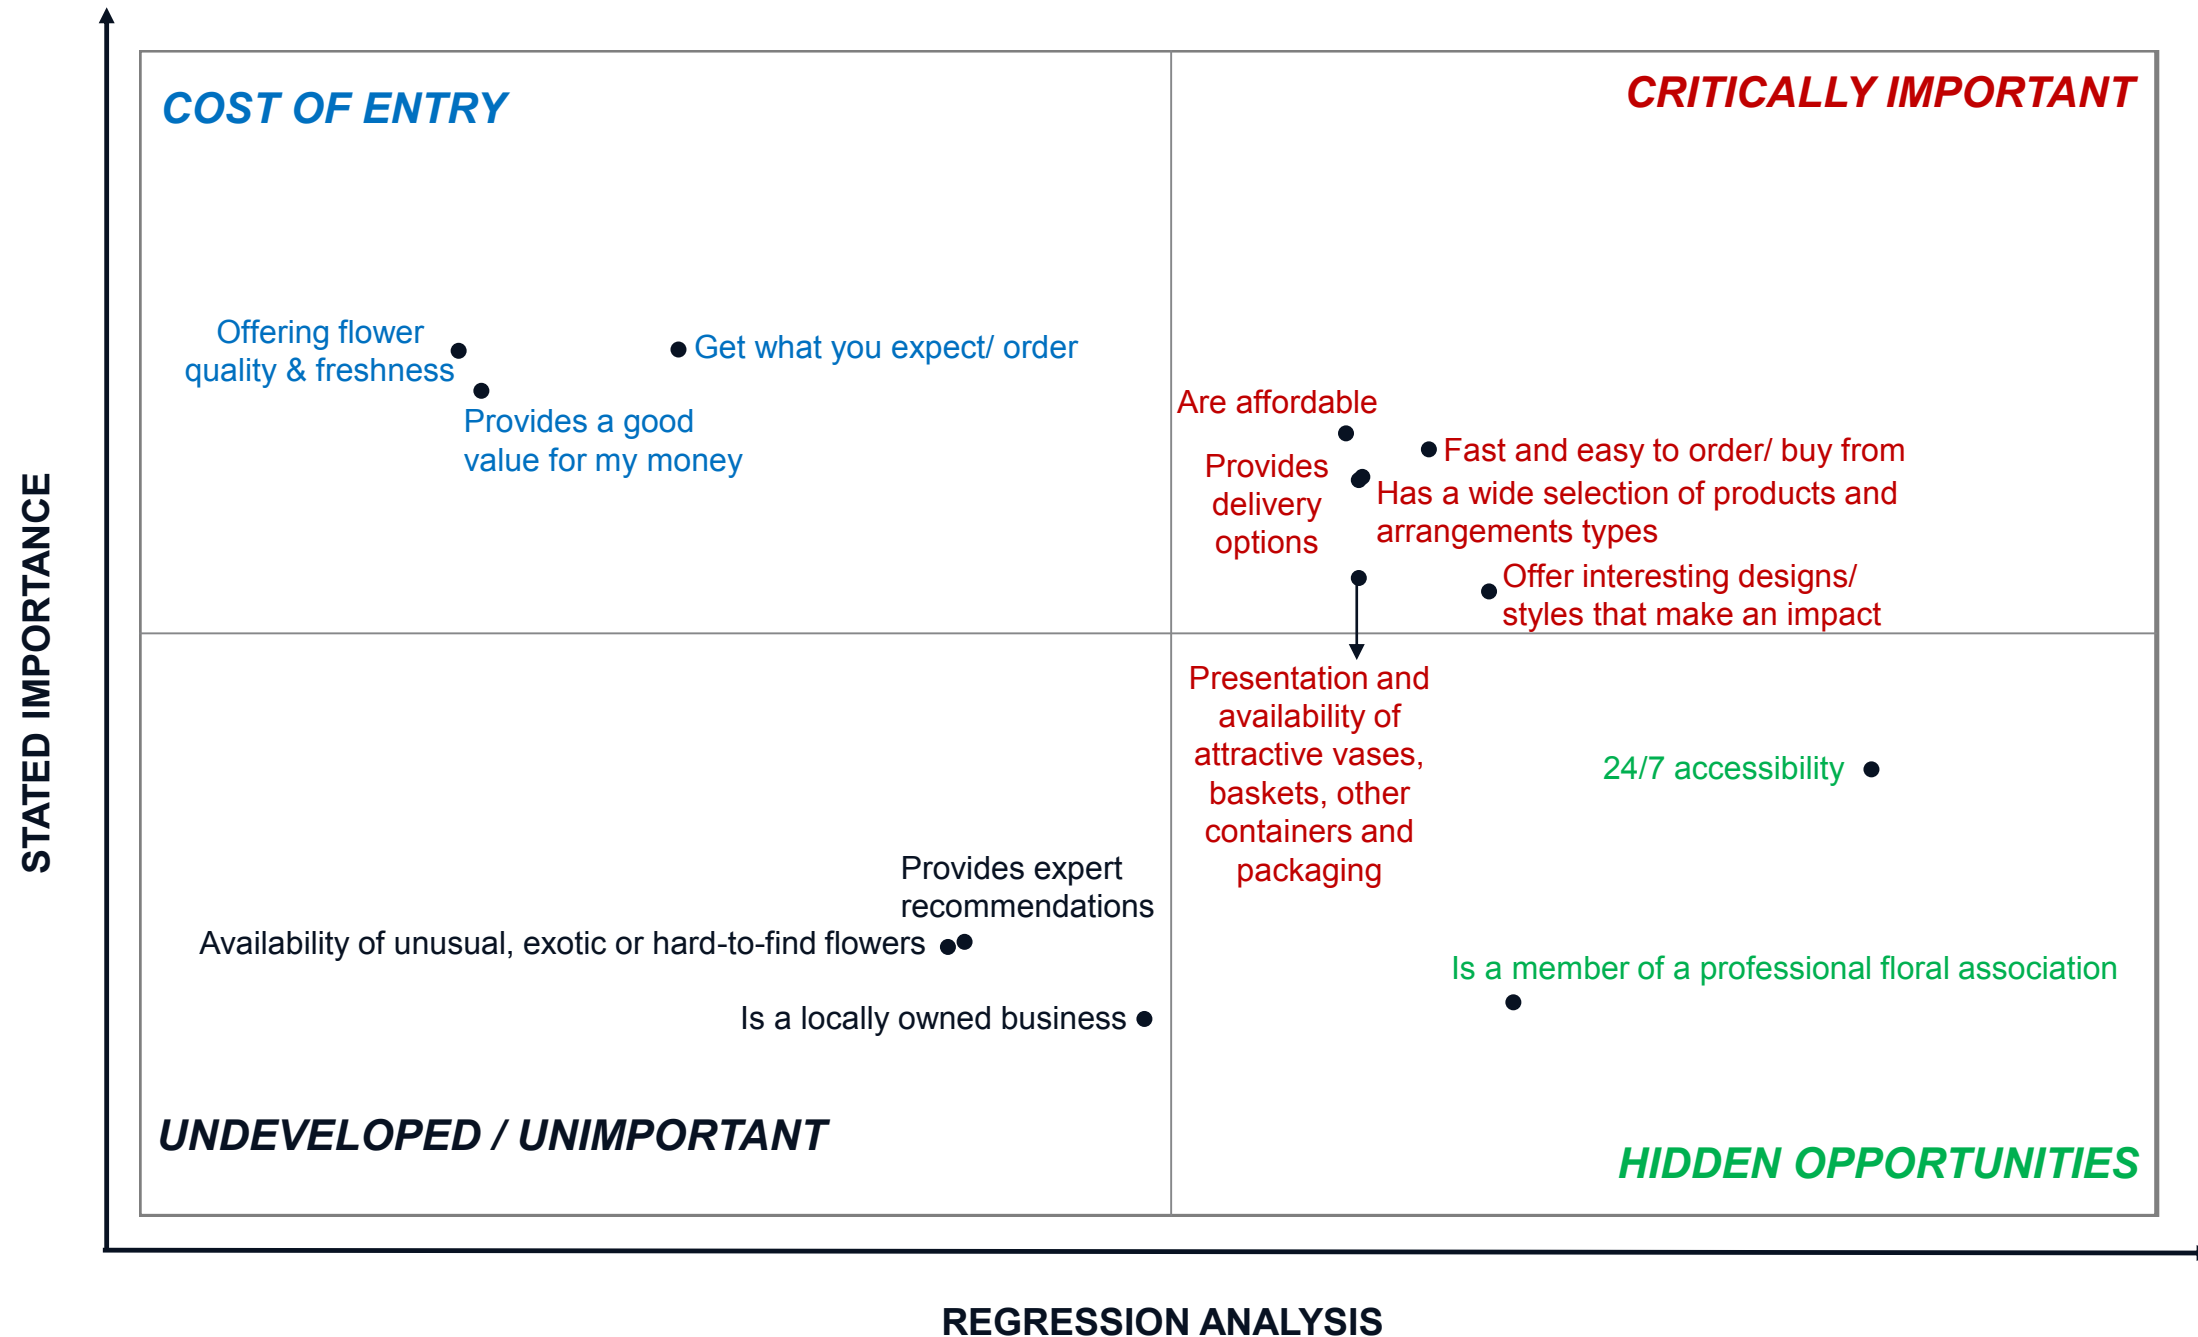 COST OF ENTRY
CRITICALLY IMPORTANT
Offering flower
quality & freshness
Get what you expect/ order
Provides a good
value for my money
Are affordable
Fast and easy to order/ buy from
Provides
delivery
options
Has a wide selection of products and
arrangements types
Offer interesting designs/
styles that make an impact
STATED IMPORTANCE
Presentation and
availability of
attractive vases,
baskets, other
containers and
packaging
24/7 accessibility
Provides expert
recommendations
Availability of unusual, exotic or hard-to-find flowers
Is a locally owned business
Is a member of a professional floral association
UNDEVELOPED / UNIMPORTANT
HIDDEN OPPORTUNITIES
REGRESSION ANALYSIS